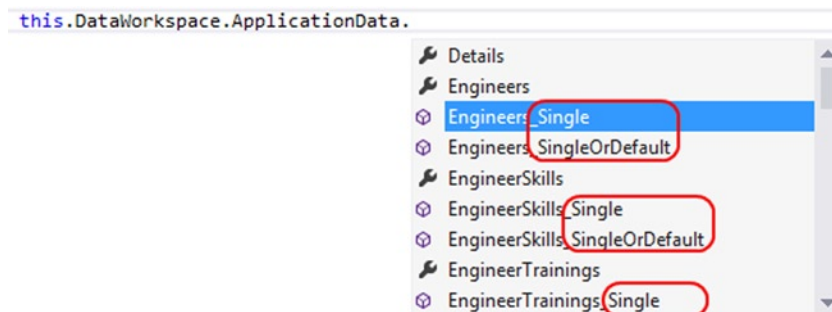 this.DataWorkspace.ApplicationData.
Details
Engineers
Engineers_Single
Engineers_SingleOrDefault
EngineerSkills
EngineerSkills_Single
EngineerSkills_SingleOrDefault
EngineerTrainings
EngineerTrainings_Single